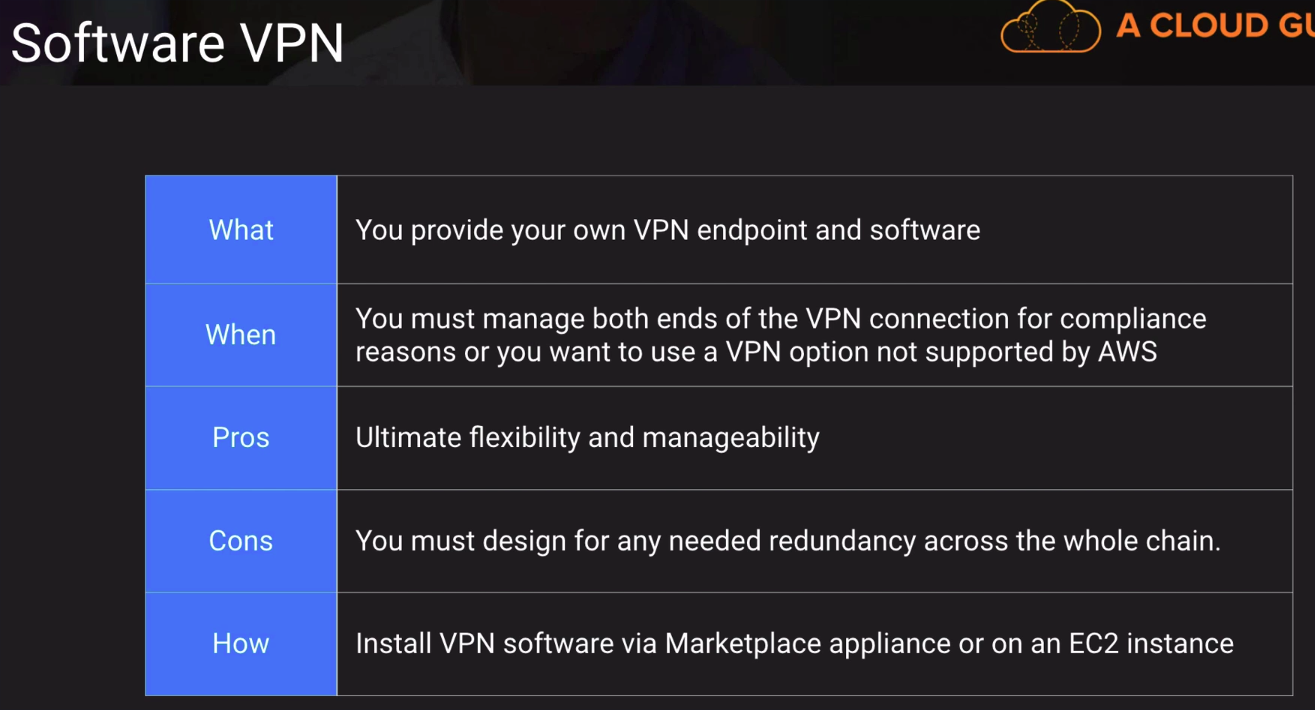 Software VPN
A CLOUD GU
What
You provide your own VPN endpoint and software
When
You must manage both ends of the VPN connection for compliance
reasons or you want to use a VPN option not supported by AWS
Pros
Ultimate flexibility and manageability
Cons
You must design for any needed redundancy across the whole chain.
How
Install VPN software via Marketplace appliance or on an EC2 instance